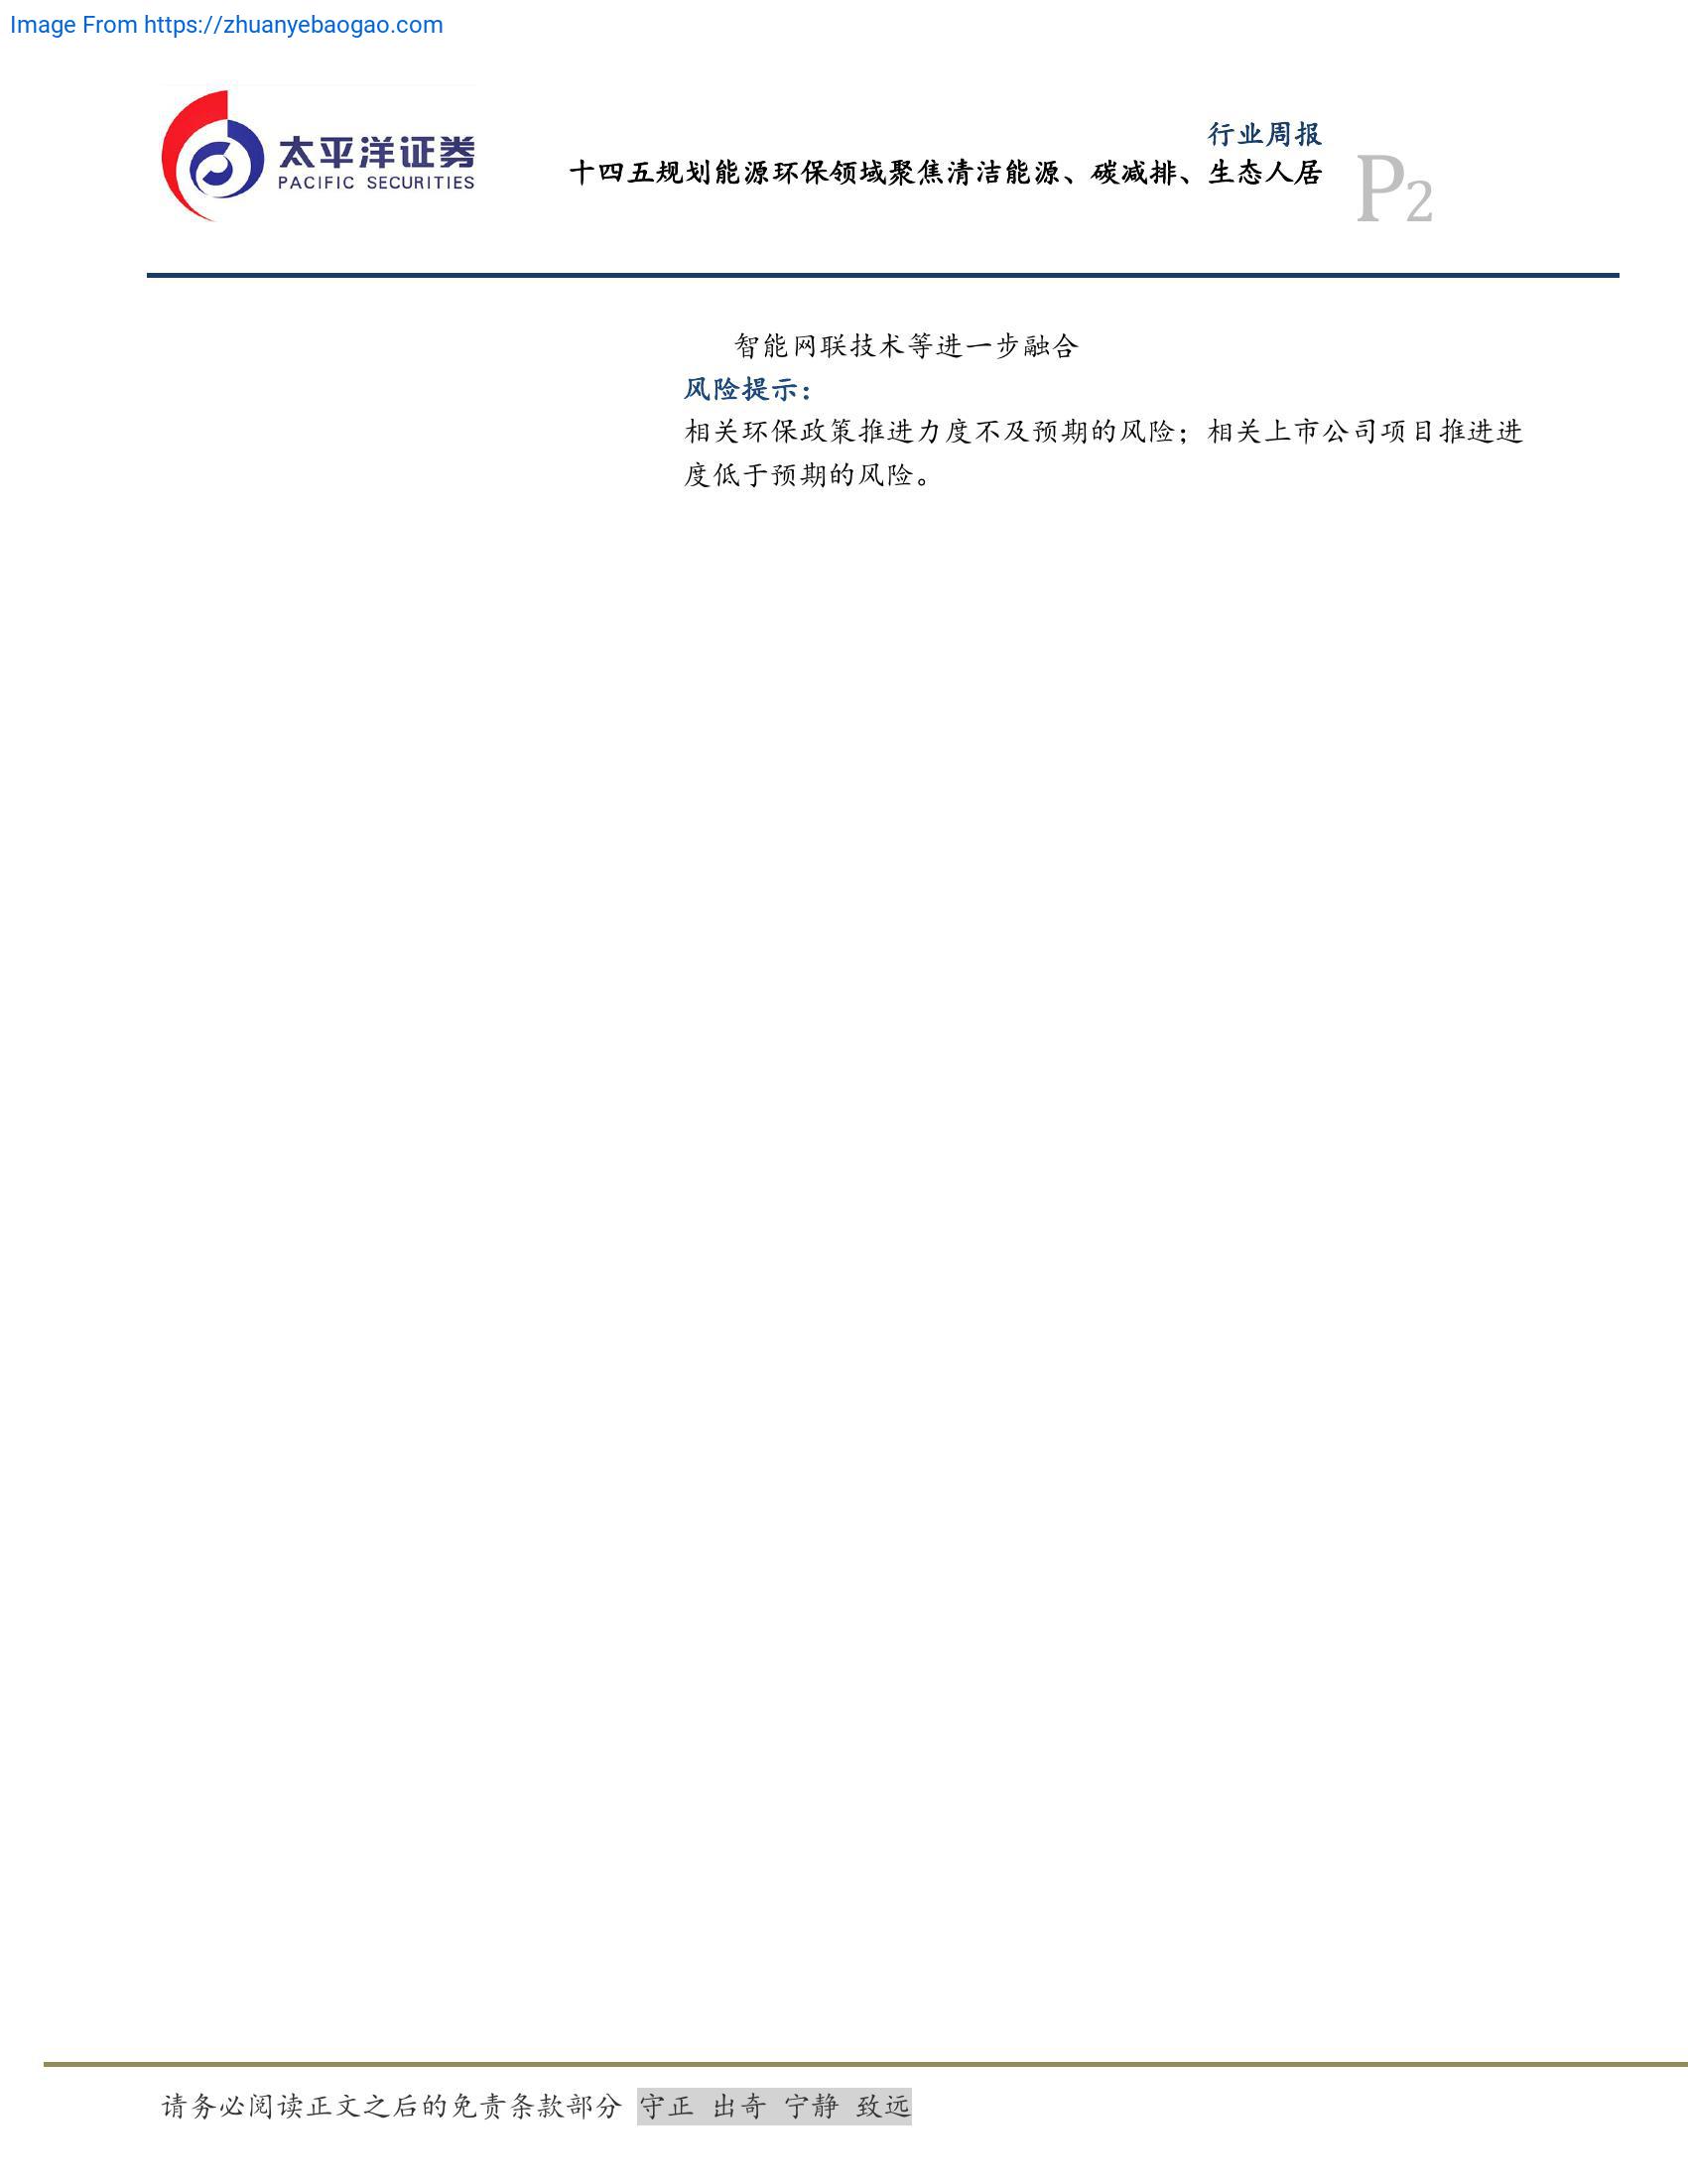 Image From https://zhuanyebaogao.com
太平洋证券
PACIFIC SECURITIES
行业周报
十四五规划能源环保领域聚焦清洁能源、碳减排、生态人居
P2
智能网联技术等进一步融合
风险提示：
相关环保政策推进力度不及预期的风险；相关上市公司项目推进进
度低于预期的风险。
请务必阅读正文之后的免责条款部分 守正 出奇 宁静 致远